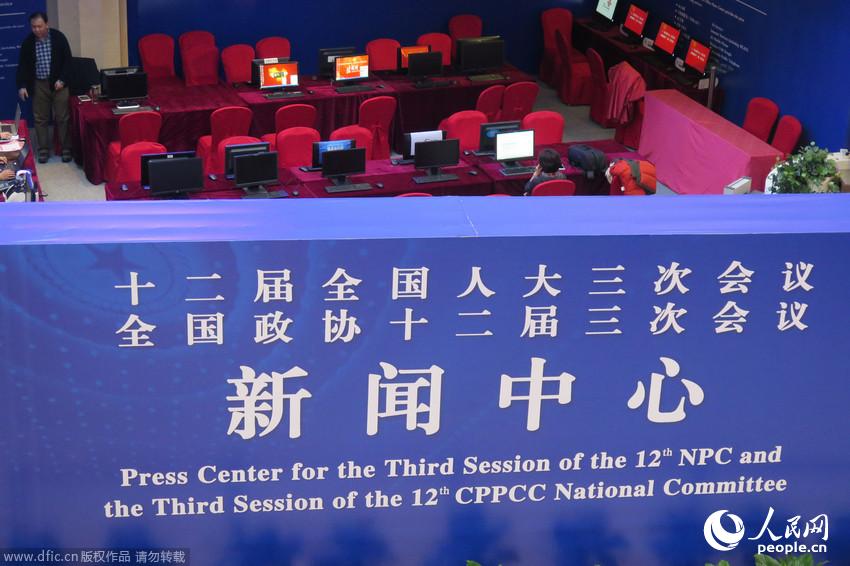 十二届全国人大三次会议
全国政协十二届三次会议
新闻中心
Press Center for the Third Session of the 12th NPC and
the Third Session of the 12th CPPCC National Committee
人民网
people.cn
www.dfic.cn 版权作品 请勿转载